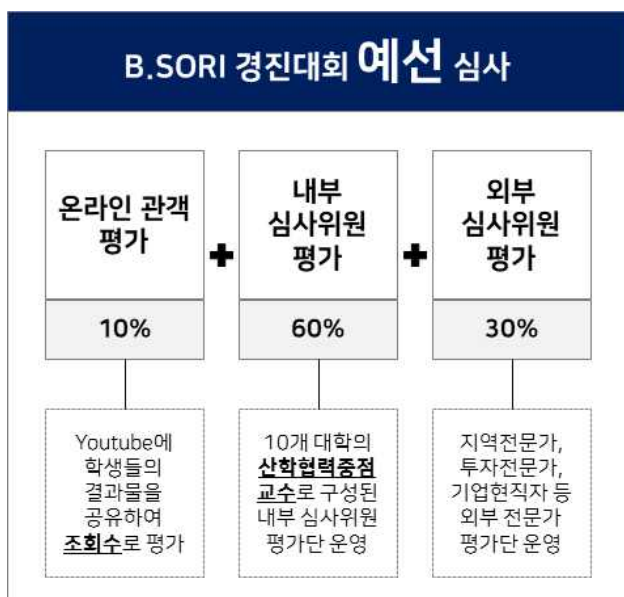 B.SORI 경진대회 예선 심사
온라인 관객
평가
10%
Youtube에
학생들의
결과물을
공유하여
조회수로 평가
+
내부
심사위원
평가
60%
10개 대학의
산학협력중점
교수로 구성된
내부 심사위원
평가단 운영
+
외부
심사위원
평가
30%
지역전문가,
투자전문가,
기업현직자 등
외부 전문가
평가단 운영